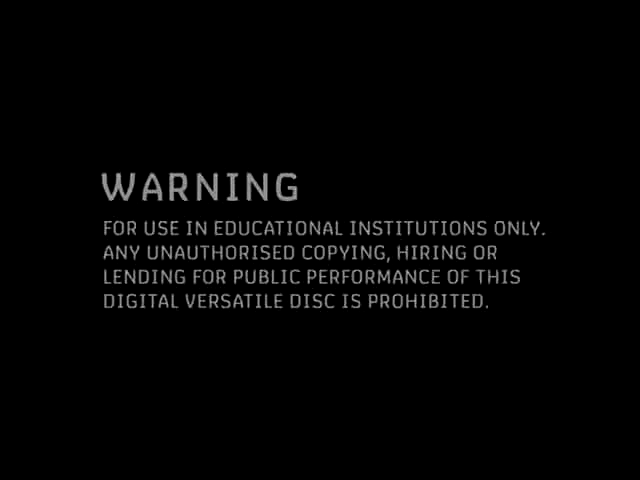 WARNING
FOR USE IN EDUCATIONAL INSTITUTIONS ONLY.
ANY UNAUTHORISED COPYING, HIRING OR
LENDING FOR PUBLIC PERFORMANCE OF THIS
DIGITAL VERSATILE DISC IS PROHIBITED.